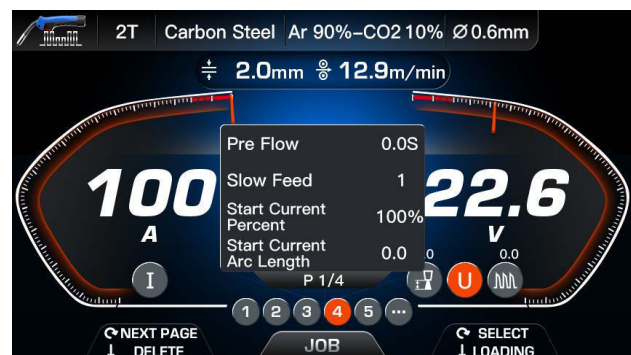 2T Carbon Steel Ar 90%–CO2 10% Ø 0.6mm
2.0mm 12.9m/min
Pre Flow 0.0S
Slow Feed 1
Start Current Percent 100%
Start Current Arc Length 0.0
P 1/4
100
A
22.6
V
.0 0.0
I U
1 2 3 4 5 ...
NEXT PAGE
DELETE
JOB
SELECT
LOADING